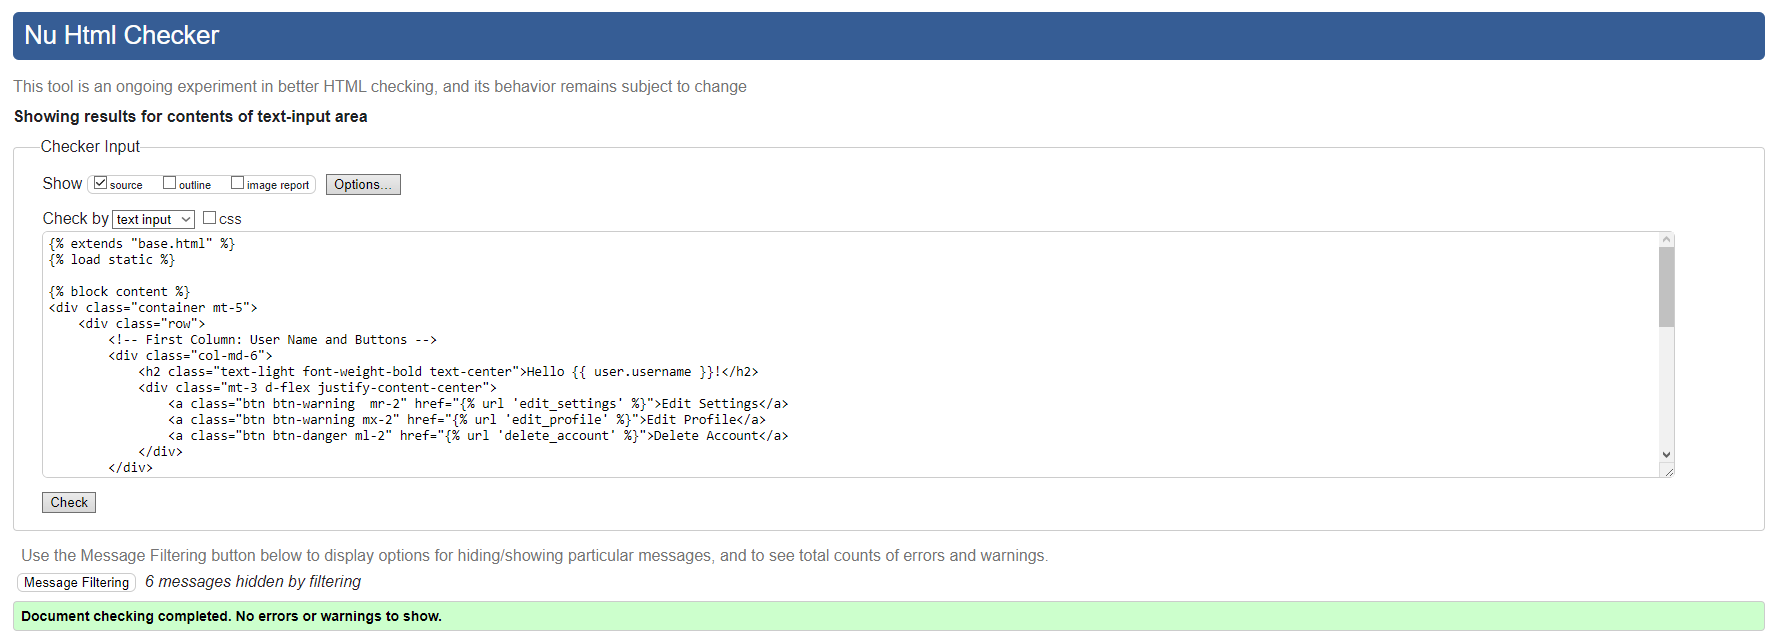 Nu Html Checker
This tool is an ongoing experiment in better HTML checking, and its behavior remains subject to change
Showing results for contents of text-input area
Checker Input
Show source outline image report Options...
Check by text input css
{% extends "base.html" %}
{% load static %}
{% block content %}
<div class="container mt-5">
    <div class="row">
        <!-- First Column: User Name and Buttons -->
        <div class="col-md-6">
            <h2 class="text-light font-weight-bold text-center">Hello {{ user.username }}!</h2>
            <div class="mt-3 d-flex justify-content-center">
                <a class="btn btn-warning  mr-2" href="{% url 'edit_settings' %}">Edit Settings</a>
                <a class="btn btn-warning mx-2" href="{% url 'edit_profile' %}">Edit Profile</a>
                <a class="btn btn-danger ml-2" href="{% url 'delete_account' %}">Delete Account</a>
            </div>
        </div>
Check
Use the Message Filtering button below to display options for hiding/showing particular messages, and to see total counts of errors and warnings.
Message Filtering 6 messages hidden by filtering
Document checking completed. No errors or warnings to show.